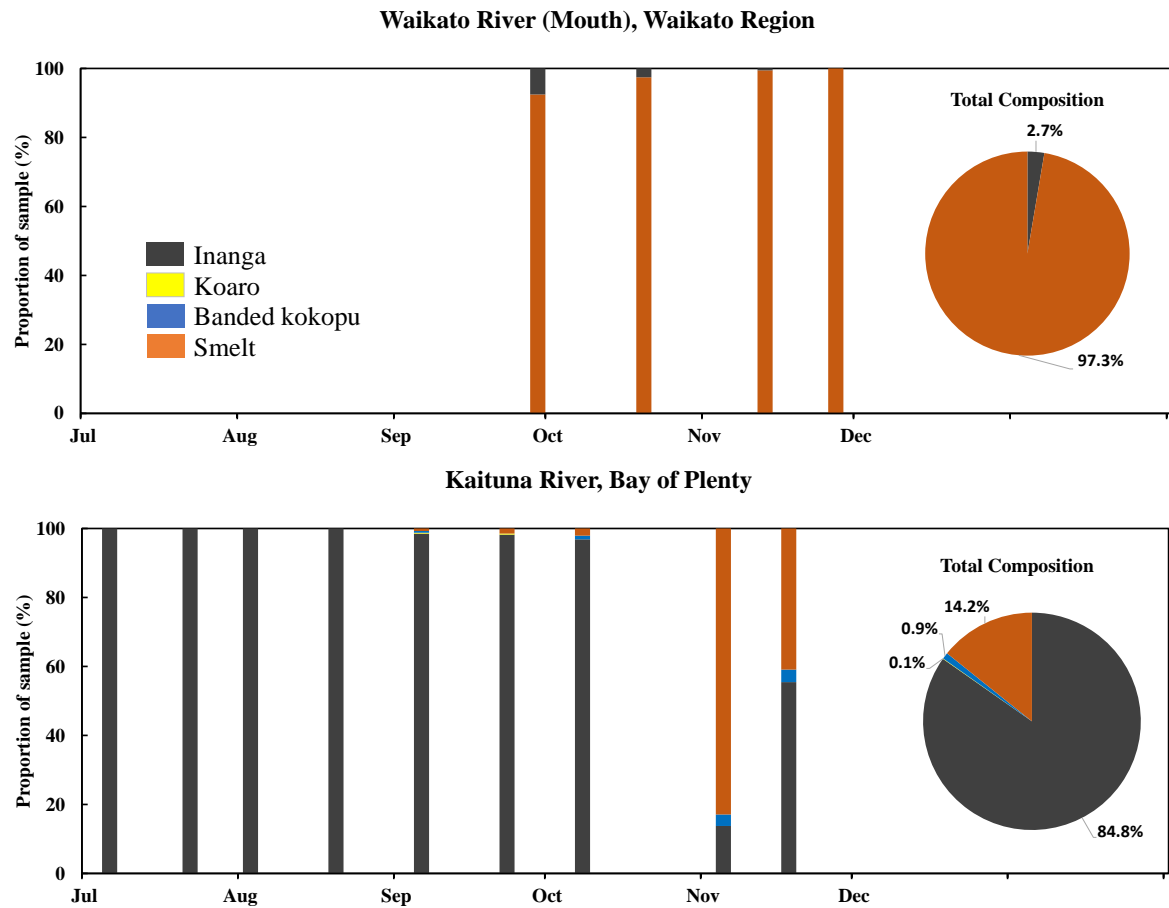 Waikato River (Mouth), Waikato Region
Proportion of sample (%)
100
80
60
40
20
0
Inanga
Koaro
Banded kokopu
Smelt
Total Composition
2.7%
97.3%
Jul
Aug
Sep
Oct
Nov
Dec
Kaituna River, Bay of Plenty
Proportion of sample (%)
100
80
60
40
20
0
Total Composition
14.2%
0.9%
0.1%
84.8%
Jul
Aug
Sep
Oct
Nov
Dec